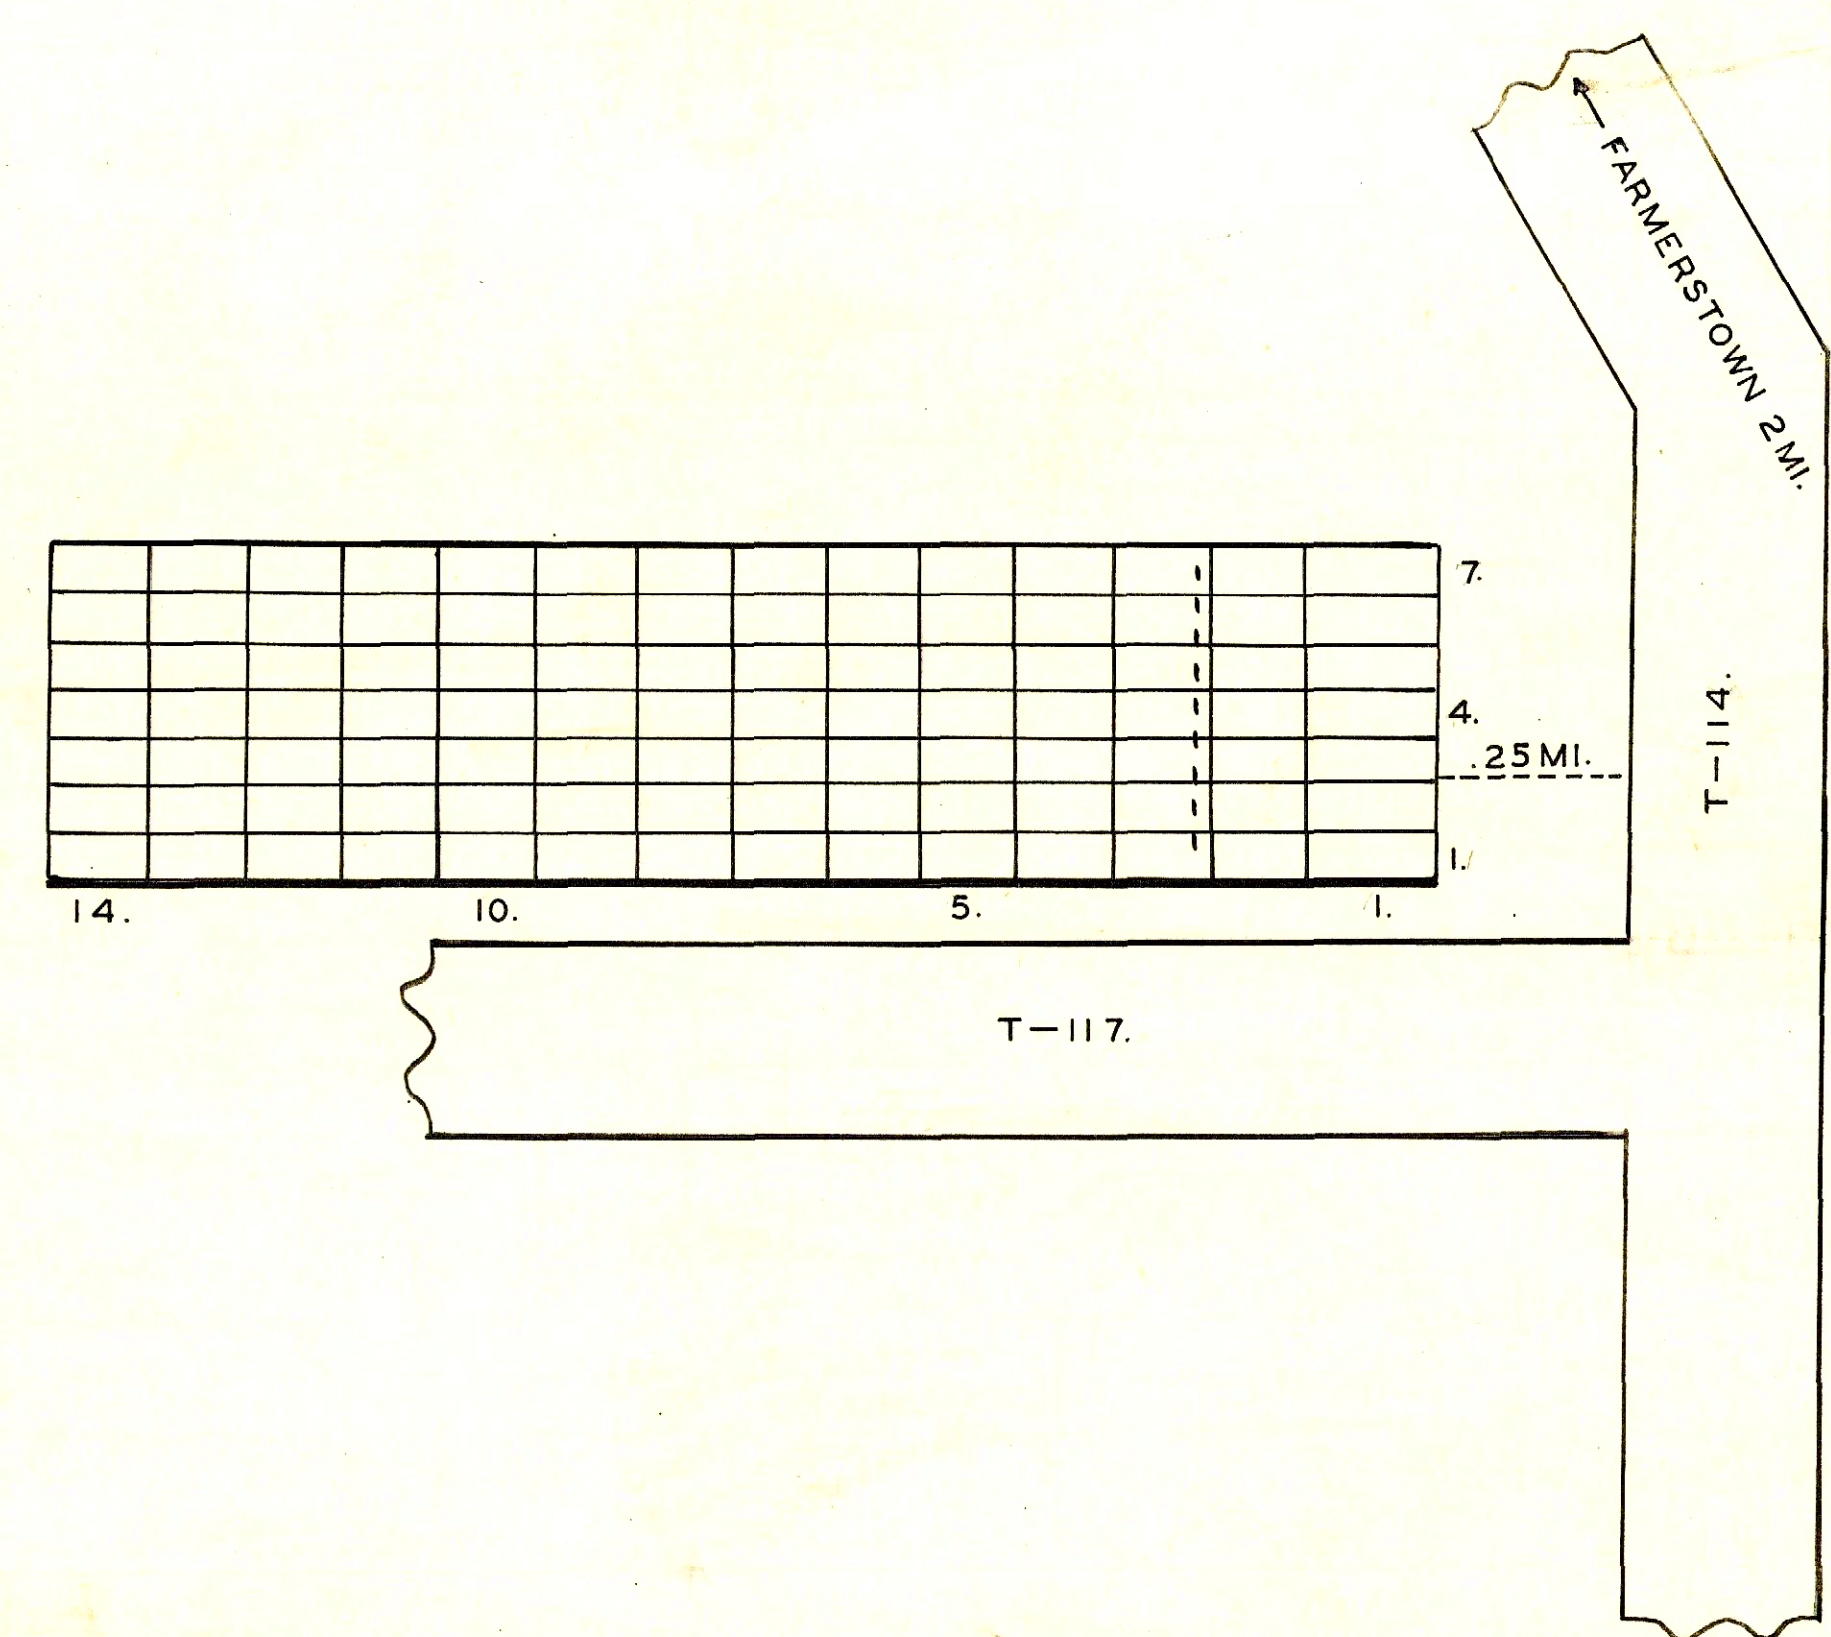 FARMERSTOWN 2 MI.
7.
4.
.25 MI.
T-114.
1.
14. 10. 5. 1.
T-117.